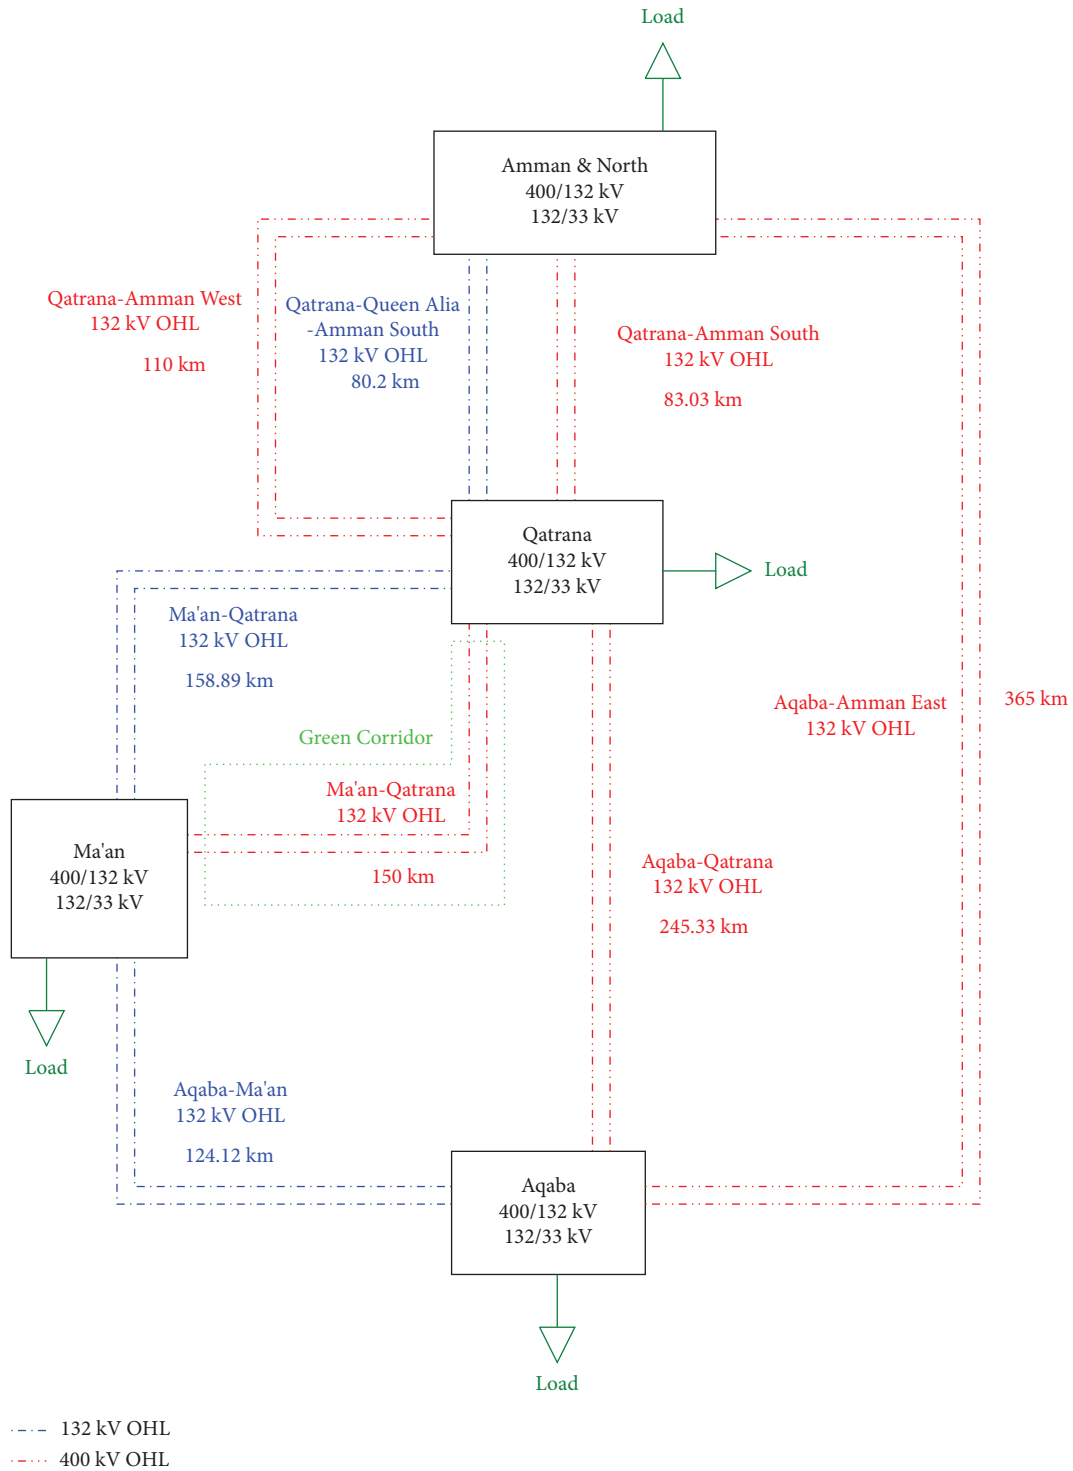 Load
Amman & North
400/132 kV
132/33 kV
Qatrana-Amman West
132 kV OHL
110 km
Qatrana-Queen Alia
-Amman South
132 kV OHL
80.2 km
Qatrana-Amman South
132 kV OHL
83.03 km
Qatrana
400/132 kV
132/33 kV
Load
Ma'an-Qatrana
132 kV OHL
158.89 km
Green Corridor
Ma'an-Qatrana
132 kV OHL
150 km
Aqaba-Amman East
132 kV OHL
365 km
Ma'an
400/132 kV
132/33 kV
Load
Aqaba-Qatrana
132 kV OHL
245.33 km
Aqaba-Ma'an
132 kV OHL
124.12 km
Aqaba
400/132 kV
132/33 kV
Load
132 kV OHL
400 kV OHL